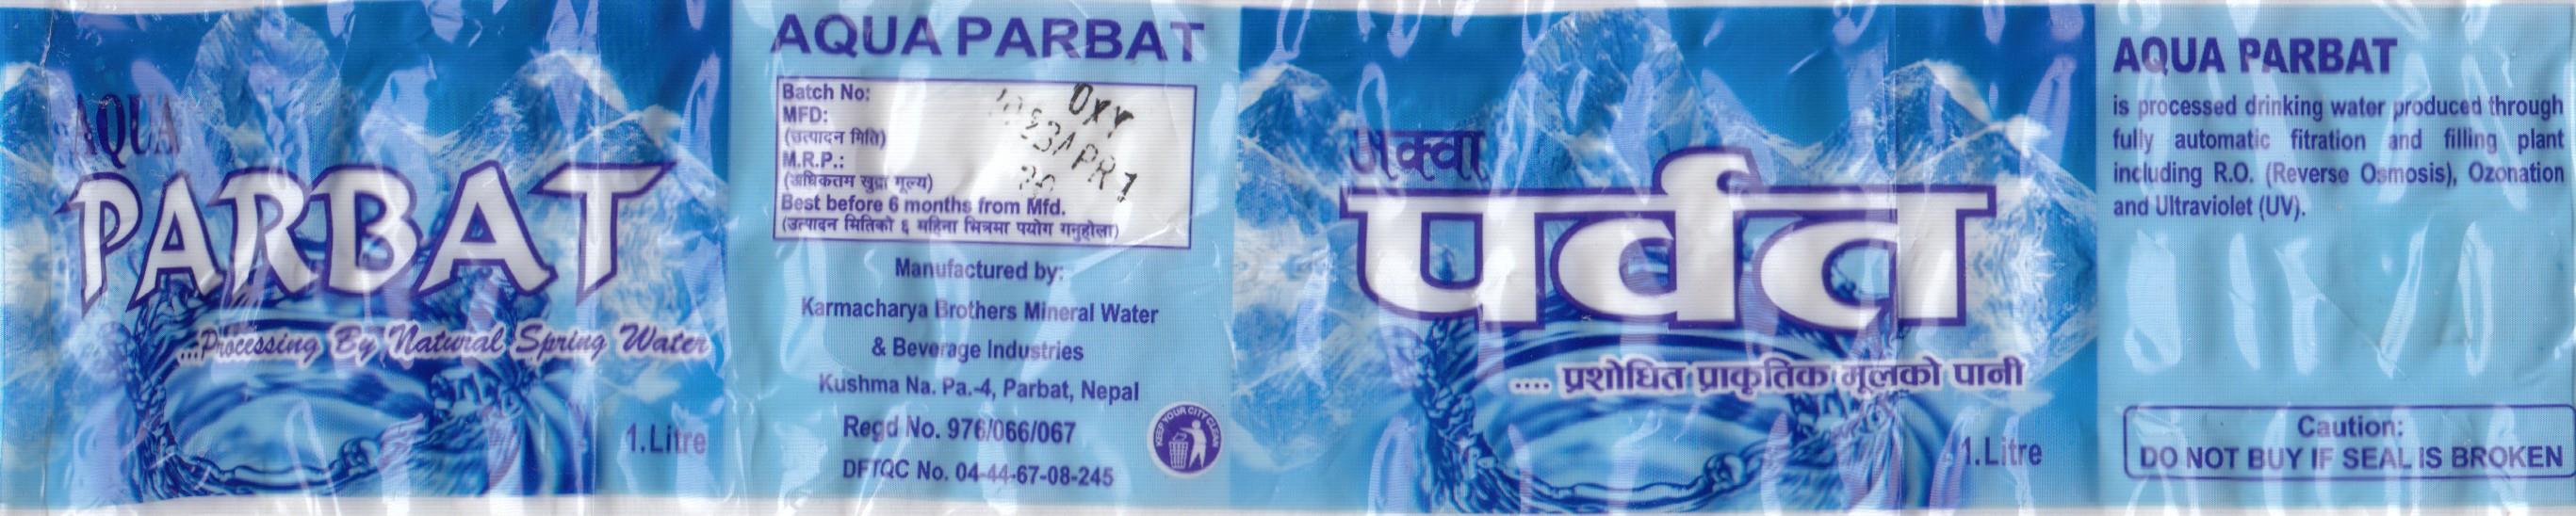 AQUA
PARBAT
...Processing By Natural Spring Water
1.Litre
AQUA PARBAT
Batch No:
MFD:
(उत्पादन मिति)
M.R.P.:
(अधिकतम खुद्रा मूल्य)
Best before 6 months from Mfd.
(उत्पादन मितिको ६ महिना भित्रमा पयोग गनुहोला)
OXY
APR1
Manufactured by:
Karmacharya Brothers Mineral Water
& Beverage Industries
Kushma Na. Pa.-4, Parbat, Nepal
Regd No. 976/066/067
DFTQC No. 04-44-67-08-245
KEEP YOUR CITY CLEAN
अक्वा
पर्वत
.... प्रशोधित प्राकृतिक मूलको पानी
1.Litre
AQUA PARBAT
is processed drinking water produced through
fully automatic fitration and filling plant
including R.O. (Reverse Osmosis), Ozonation
and Ultraviolet (UV).
Caution:
DO NOT BUY IF SEAL IS BROKEN